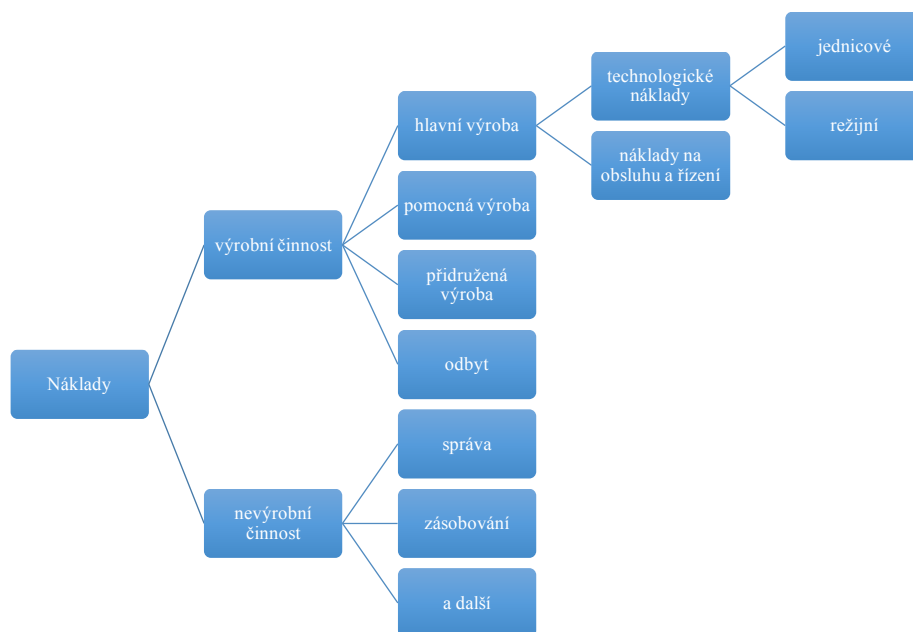 Náklady
výrobní činnost
hlavní výroba
technologické
náklady
jednicové
režijní
náklady na
obsluhu a řízení
pomocná výroba
přidružená
výroba
odbyt
nevýrobní
činnost
správa
zásobování
a další